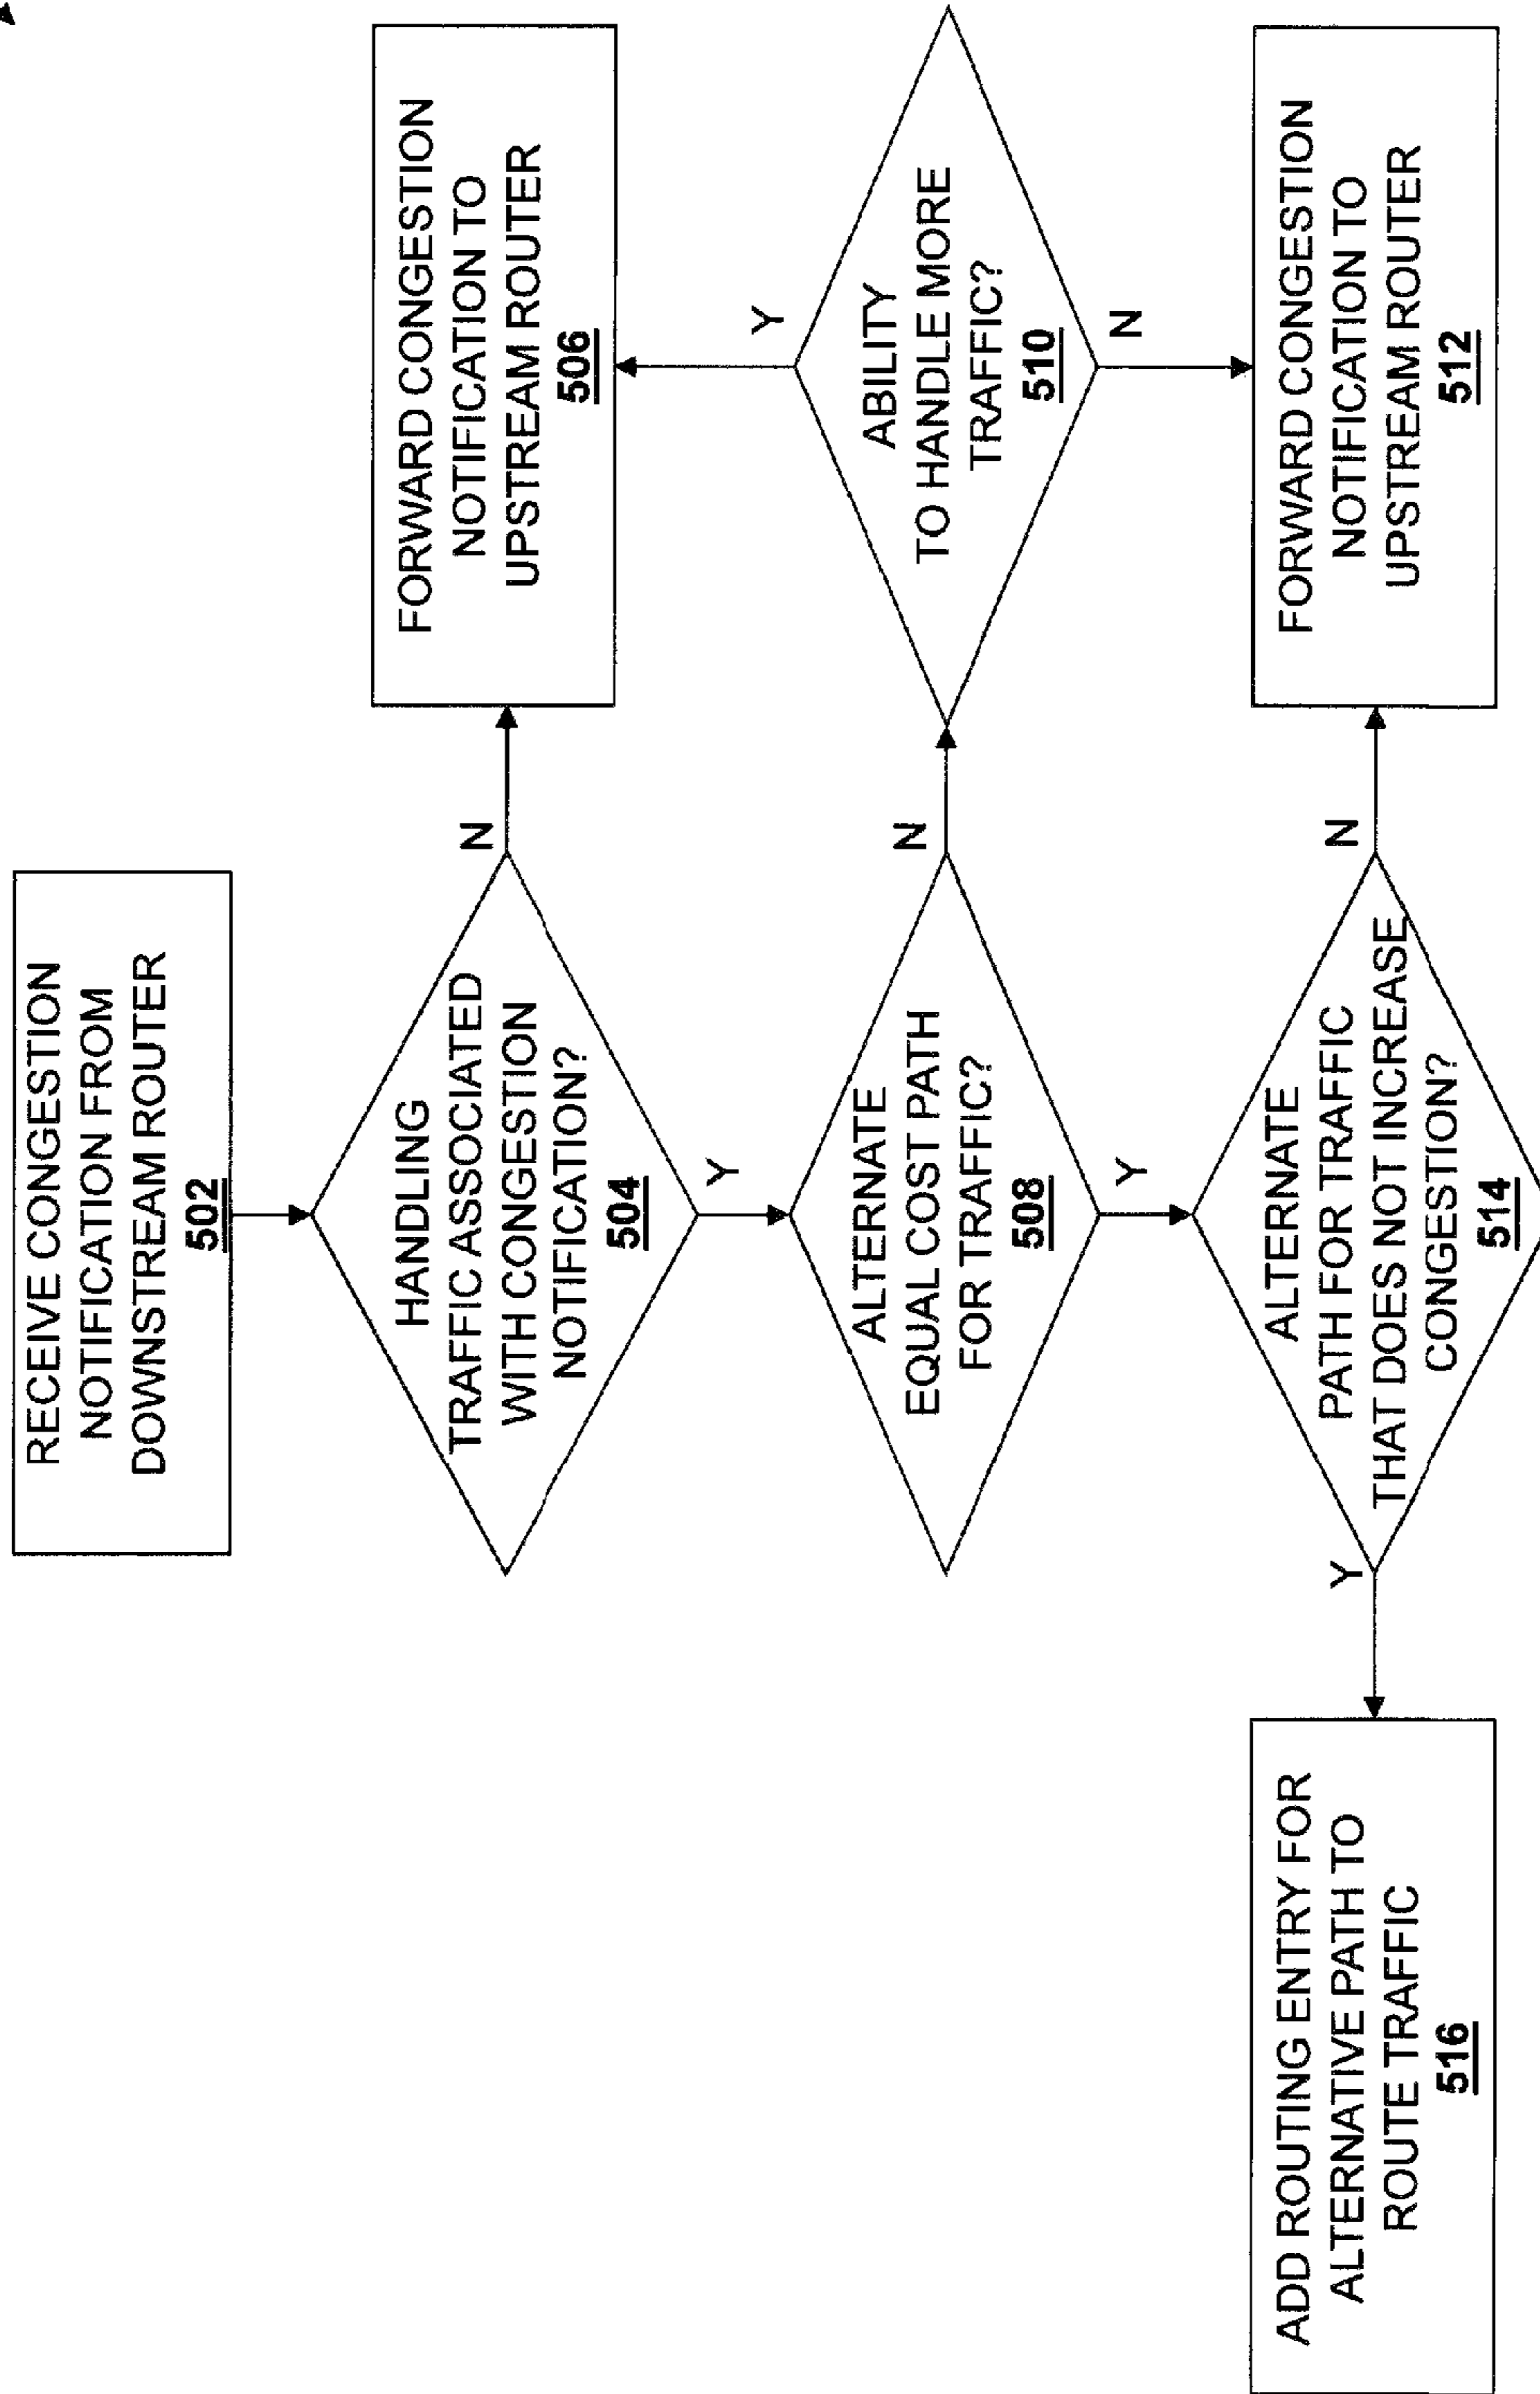 RECEIVE CONGESTION
NOTIFICATION FROM
DOWNSTREAM ROUTER
502
HANDLING
TRAFFIC ASSOCIATED
WITH CONGESTION
NOTIFICATION?
504
N
FORWARD CONGESTION
NOTIFICATION TO
UPSTREAM ROUTER
506
Y
ALTERNATE
EQUAL COST PATH
FOR TRAFFIC?
508
N
ABILITY
TO HANDLE MORE
TRAFFIC?
510
Y
N
FORWARD CONGESTION
NOTIFICATION TO
UPSTREAM ROUTER
512
Y
ALTERNATE
PATH FOR TRAFFIC
THAT DOES NOT INCREASE
CONGESTION?
514
N
Y
ADD ROUTING ENTRY FOR
ALTERNATIVE PATH TO
ROUTE TRAFFIC
516